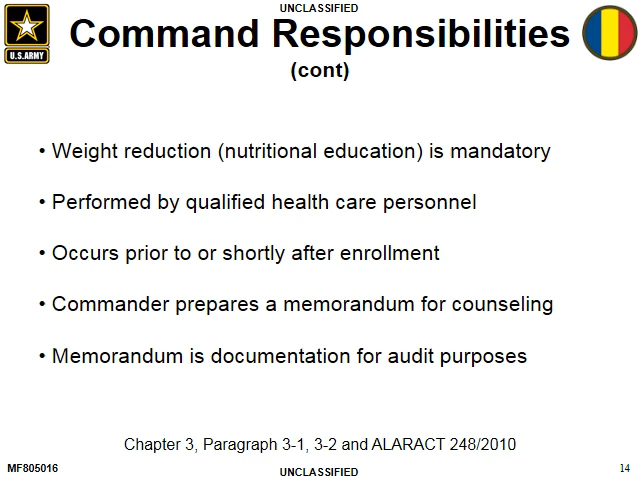 UNCLASSIFIED
Command Responsibilities
(cont)
U.S.ARMY
• Weight reduction (nutritional education) is mandatory
• Performed by qualified health care personnel
• Occurs prior to or shortly after enrollment
• Commander prepares a memorandum for counseling
• Memorandum is documentation for audit purposes
Chapter 3, Paragraph 3-1, 3-2 and ALARACT 248/2010
MF805016
UNCLASSIFIED
14